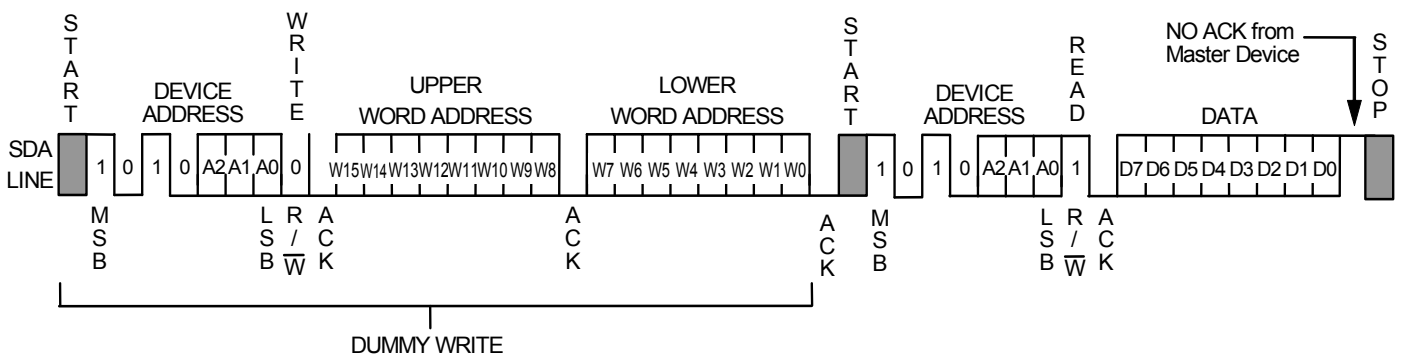 START
WRITE
START
READ
NO ACK from
Master Device
STOP
DEVICE
ADDRESS
UPPER
WORD ADDRESS
LOWER
WORD ADDRESS
DEVICE
ADDRESS
DATA
SDA
LINE
1 0 1 0 A2 A1 A0 0 W15 W14 W13 W12 W11 W10 W9 W8 W7 W6 W5 W4 W3 W2 W1 W0 1 0 1 0 A2 A1 A0 1 D7 D6 D5 D4 D3 D2 D1 D0
MSB
LSB
R/W̅
ACK
ACK
ACK
MSB
LSB
R/W̅
ACK
DUMMY WRITE